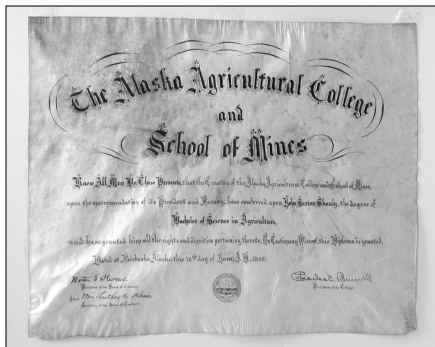 The Alaska Agricultural College
and
School of Mines
Know All Men By These Presents, that the Trustees of the Alaska Agricultural College and School of Mines,
upon the recommendation of its President and Faculty, have conferred upon John Sexton Shanly, the degree of
Bachelor of Science in Agriculture,
and have granted him all the rights and dignities pertaining thereto. In testimony Whereof, this Diploma is granted.
Dated at Fairbanks, Alaska, this day of June, A.D.
President of the Board of Trustees
President of the College.
Mrs. Luther
Secretary of the Board of Trustees